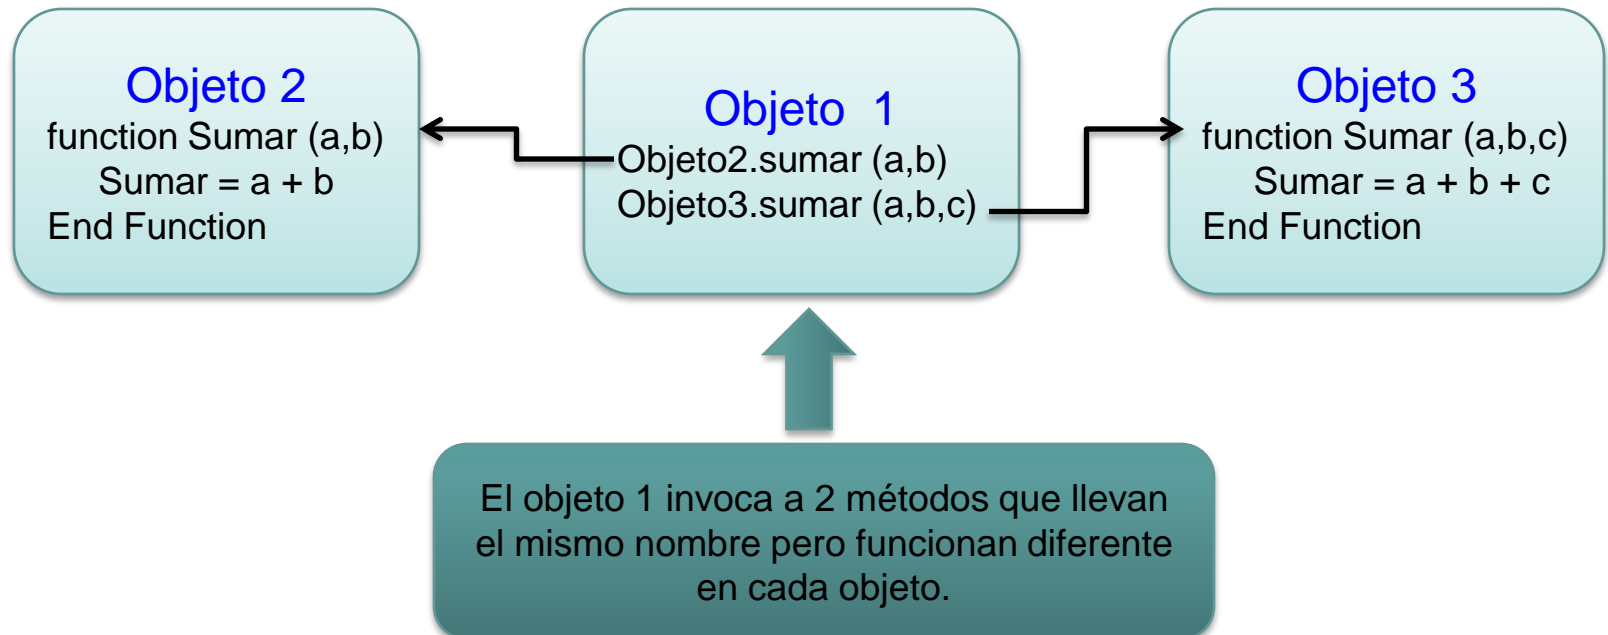 Objeto 2
function Sumar (a,b)
Sumar = a + b
End Function
Objeto 1
Objeto2.sumar (a,b)
Objeto3.sumar (a,b,c)
Objeto 3
function Sumar (a,b,c)
Sumar = a + b + c
End Function
El objeto 1 invoca a 2 métodos que llevan
el mismo nombre pero funcionan diferente
en cada objeto.